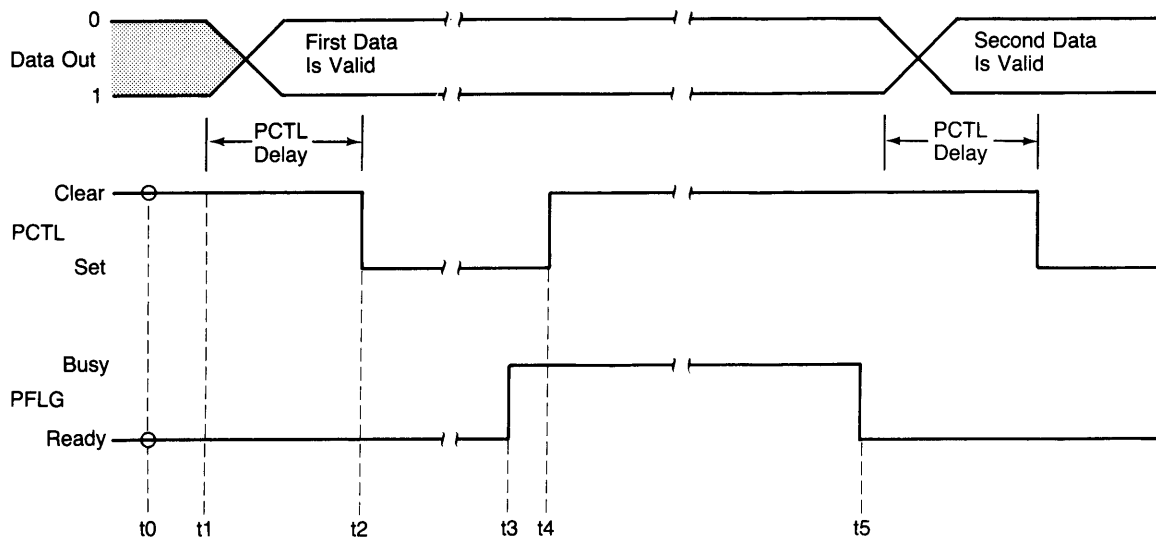 0
Data Out
1
First Data
Is Valid
Second Data
Is Valid
PCTL
Delay
PCTL
Delay
Clear
PCTL
Set
Busy
PFLG
Ready
t0 t1 t2 t3 t4 t5